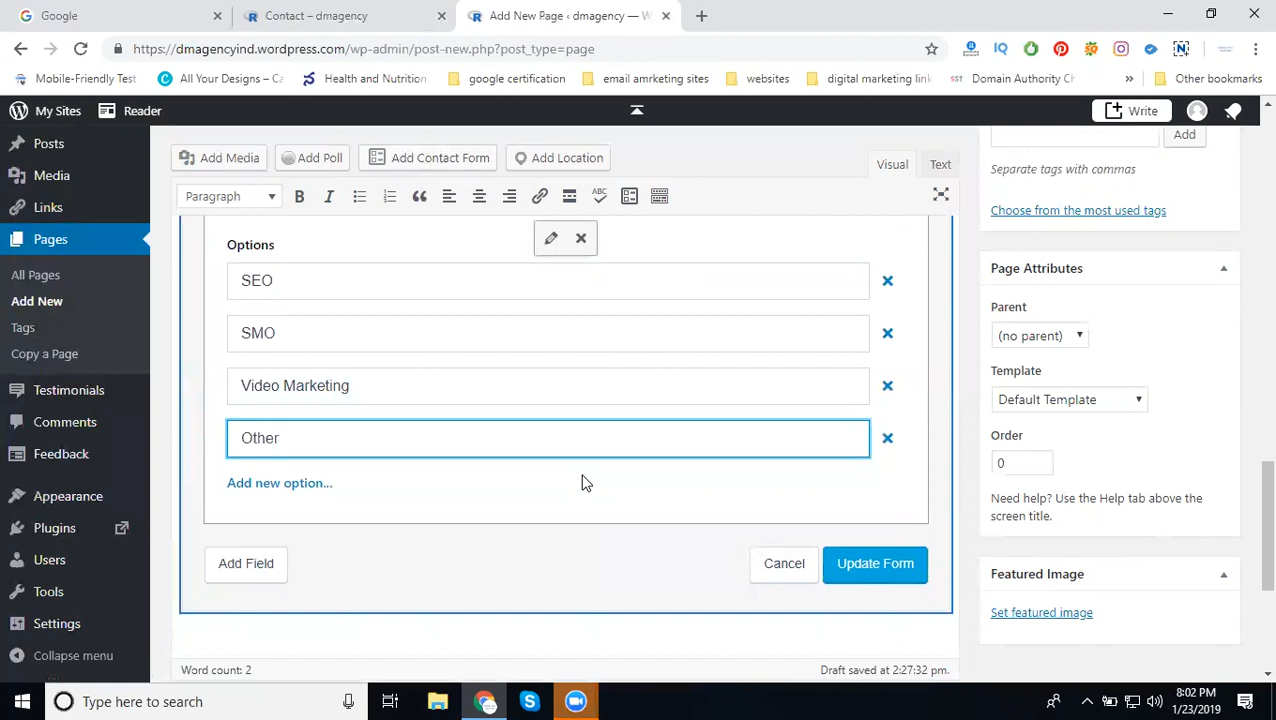 Google
Contact – dmagency
Add New Page ‹ dmagency — W
https://dmagencyind.wordpress.com/wp-admin/post-new.php?post_type=page
Mobile-Friendly Test
All Your Designs – Ca
Health and Nutrition
google certification
email amrketing sites
websites
digital marketing link
SST Domain Authority Ch
Other bookmarks
My Sites
Reader
Write
Posts
Media
Links
Pages
All Pages
Add New
Tags
Copy a Page
Testimonials
Comments
Feedback
Appearance
Plugins
Users
Tools
Settings
Collapse menu
Add Media
Add Poll
Add Contact Form
Add Location
Visual
Text
Paragraph
B
I
ABC
Options
SEO
SMO
Video Marketing
Other
Add new option...
Add Field
Cancel
Update Form
Word count: 2
Draft saved at 2:27:32 pm.
Add
Separate tags with commas
Choose from the most used tags
Page Attributes
Parent
(no parent)
Template
Default Template
Order
0
Need help? Use the Help tab above the
screen title.
Featured Image
Set featured image
Type here to search
8:02 PM
1/23/2019